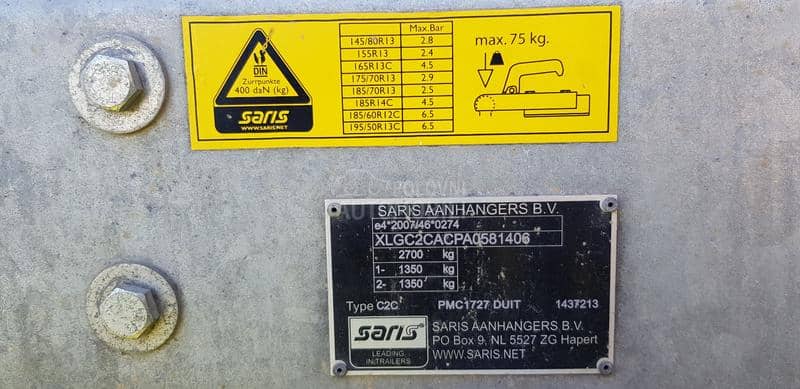 DIN
Zurrpunkte
400 daN (kg)
saris
WWW.SARIS.NET
Max.Bar
145/80R13 2.8
155R13 2.4
165R13C 4.5
175/70R13 2.9
185/70R13 2.5
185R14C 4.5
185/60R12C 6.5
195/50R13C 6.5
max. 75 kg.
POLOVNI
SARIS AANHANGERS B.V.
e4*2007/46*0274
XLGC2CACPA0581406
2700 kg
1- 1350 kg
2- 1350 kg
Type C2C PMC1727 DUIT 1437213
saris
LEADING
IN TRAILERS
SARIS AANHANGERS B.V.
PO Box 9, NL 5527 ZG Hapert
WWW.SARIS.NET